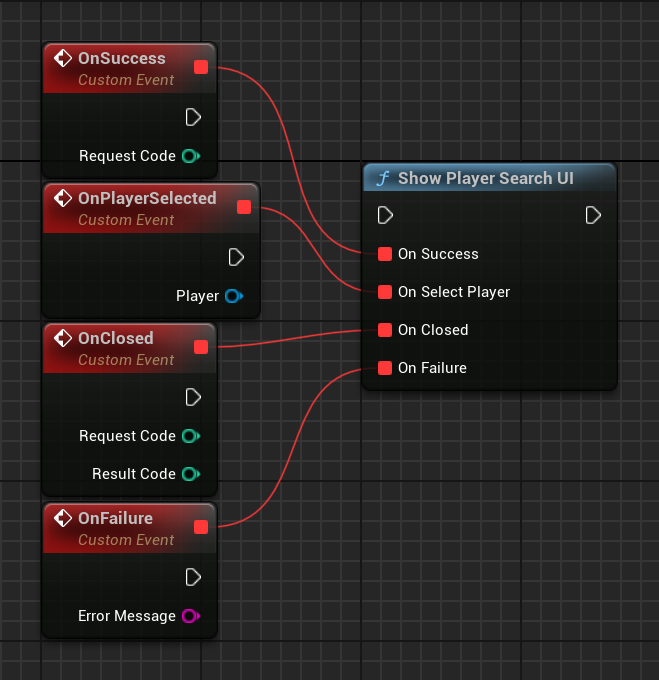 OnSuccess
Custom Event
Request Code
OnPlayerSelected
Custom Event
Player
OnClosed
Custom Event
Request Code
Result Code
OnFailure
Custom Event
Error Message
f Show Player Search UI
On Success
On Select Player
On Closed
On Failure